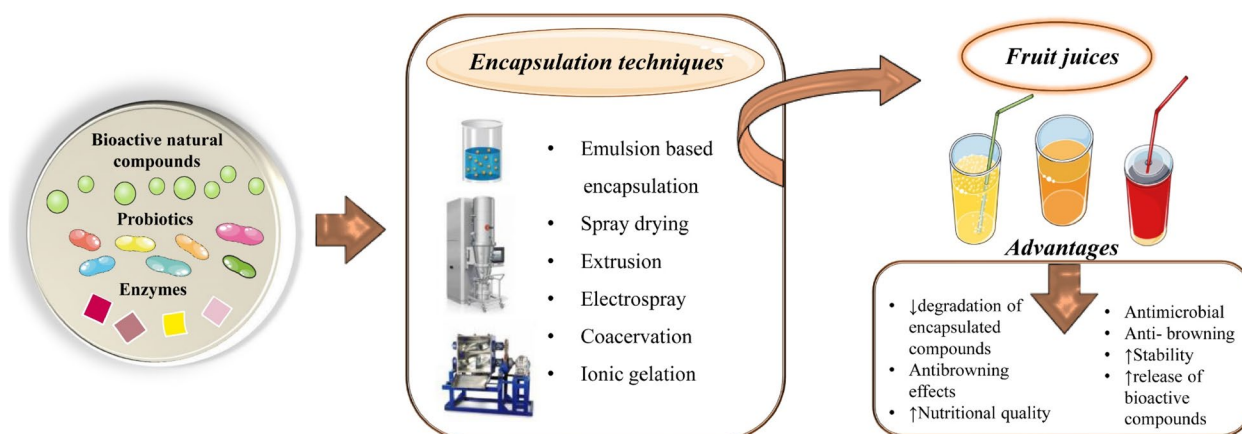 Bioactive natural
compounds
Probiotics
Enzymes
Encapsulation techniques
• Emulsion based
encapsulation
• Spray drying
• Extrusion
• Electrospray
• Coacervation
• Ionic gelation
Fruit juices
Advantages
• ↓degradation of
encapsulated
compounds
• Antibrowning
effects
• ↑Nutritional quality
• Antimicrobial
• Anti- browning
• ↑Stability
• ↑release of
bioactive
compounds